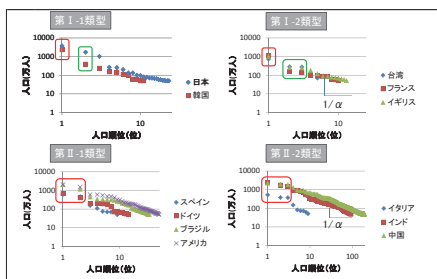 第Ⅰ-1類型
人口(万人)
10000
1000
100
10
1
1
10
人口順位(位)
日本
韓国
第Ⅰ-2類型
人口(万人)
10000
1000
100
10
1
1
10
人口順位(位)
1/α
台湾
フランス
イギリス
第Ⅱ-1類型
人口(万人)
10000
1000
100
10
1
1
10
人口順位(位)
スペイン
ドイツ
ブラジル
アメリカ
第Ⅱ-2類型
人口(万人)
10000
1000
100
10
1
1
10
100
人口順位(位)
1/α
イタリア
インド
中国